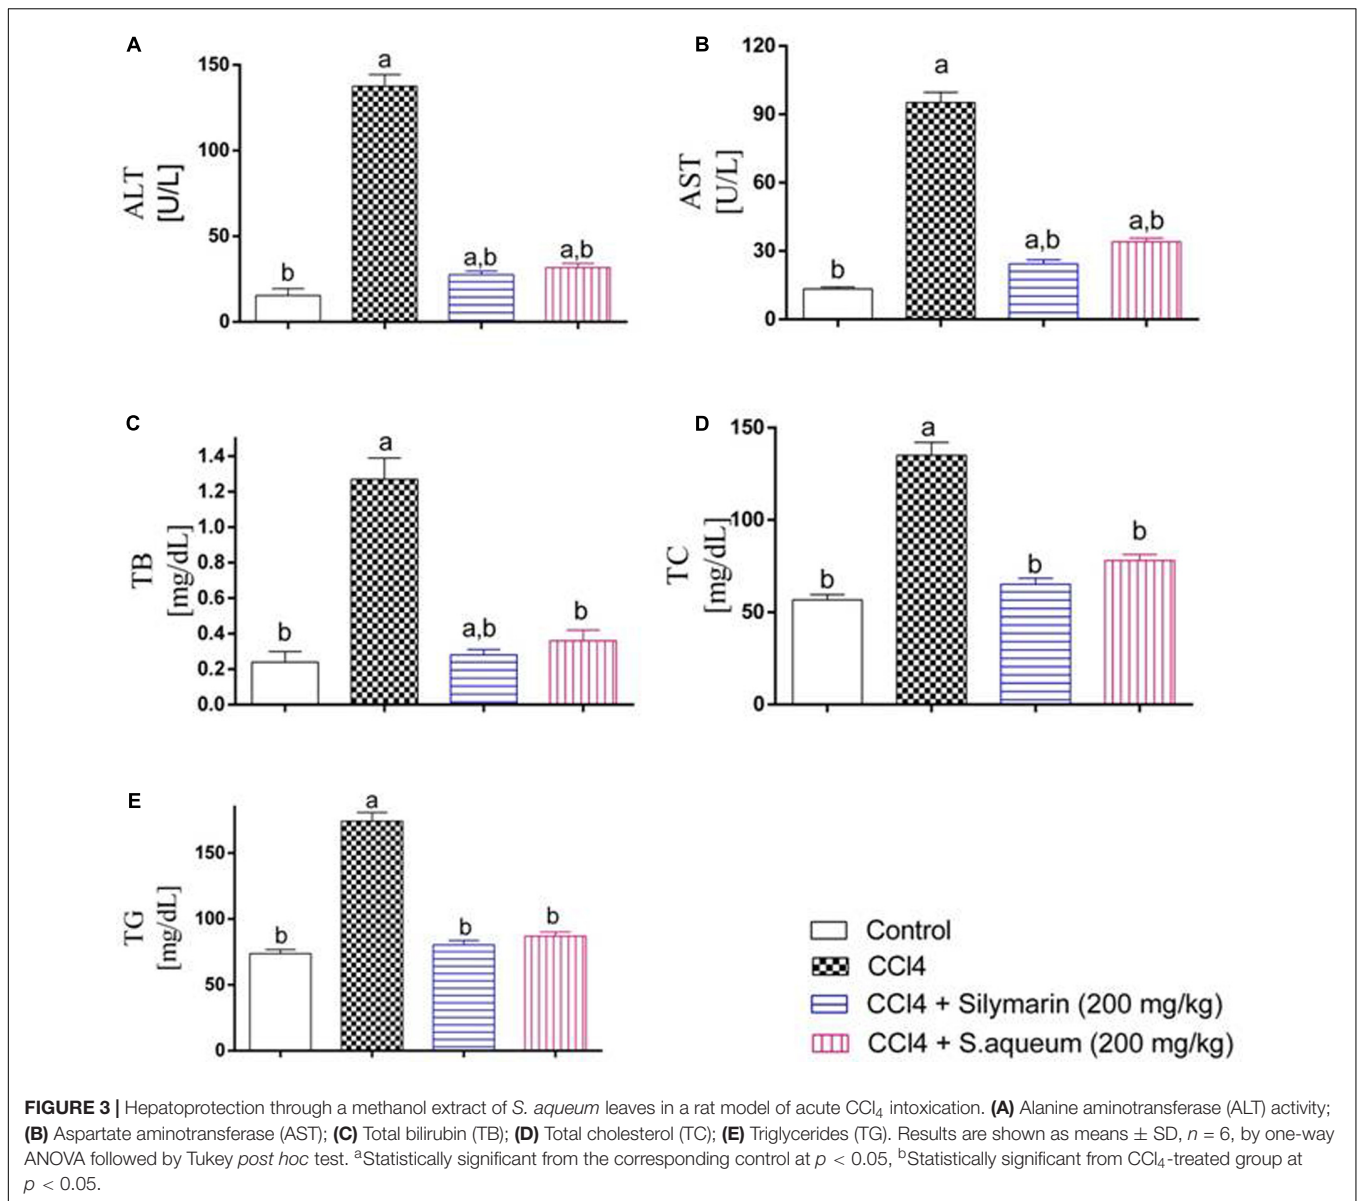 A
a
150
100
50
0
ALT
[U/L]
b
a,b
a,b
B
120
90
60
30
0
AST
[U/L]
a
b
a,b
a,b
C
1.4
1.2
1.0
0.8
0.6
0.4
0.2
0.0
TB
[mg/dL]
a
b
a,b
b
D
150
100
50
0
TC
[mg/dL]
a
b
b
b
E
150
100
50
0
TG
[mg/dL]
a
b
b
b
Control
CCl4
CCl4 + Silymarin (200 mg/kg)
CCl4 + S.aqueum (200 mg/kg)
FIGURE 3 | Hepatoprotection through a methanol extract of S. aqueum leaves in a rat model of acute CCl₄ intoxication. (A) Alanine aminotransferase (ALT) activity;
(B) Aspartate aminotransferase (AST); (C) Total bilirubin (TB); (D) Total cholesterol (TC); (E) Triglycerides (TG). Results are shown as means ± SD, n = 6, by one-way
ANOVA followed by Tukey post hoc test. ᵃStatistically significant from the corresponding control at p < 0.05, ᵇStatistically significant from CCl₄-treated group at
p < 0.05.